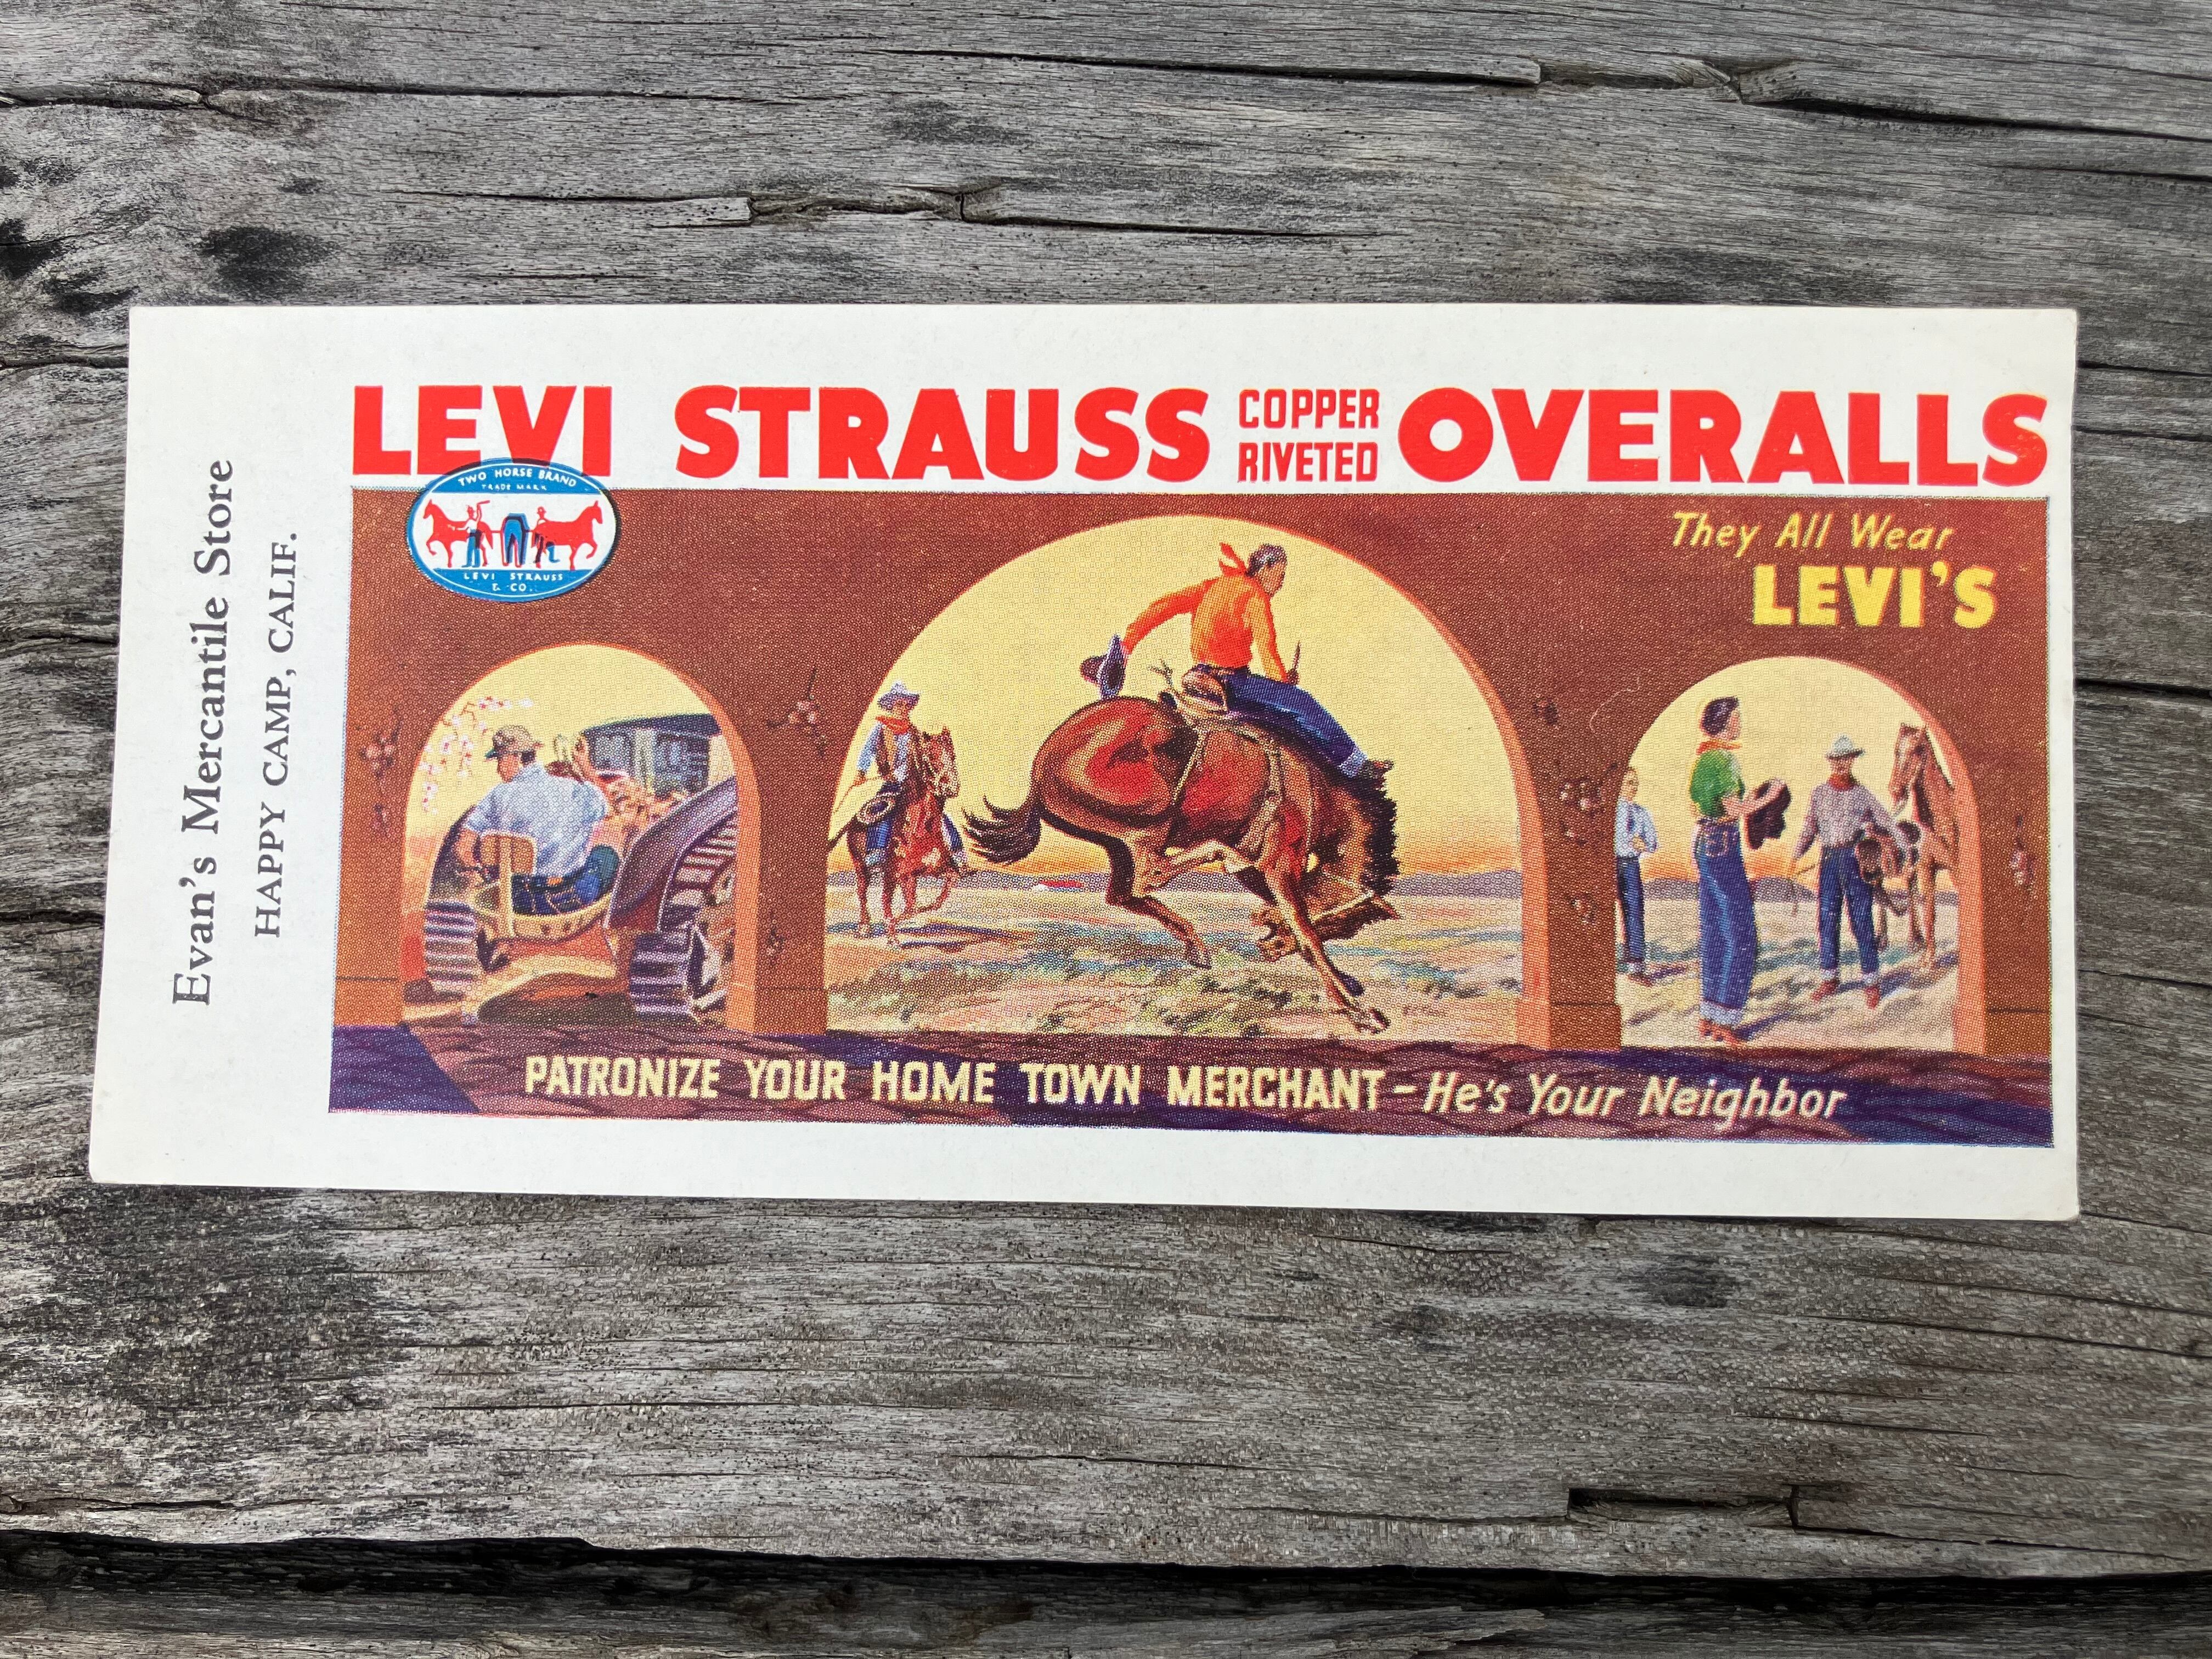 Evan's Mercantile Store
HAPPY CAMP, CALIF.
LEVI STRAUSS COPPER RIVETED OVERALLS
TWO HORSE BRAND
TRADE MARK
LEVI STRAUSS
& CO.
They All Wear
LEVI'S
PATRONIZE YOUR HOME TOWN MERCHANT - He's Your Neighbor